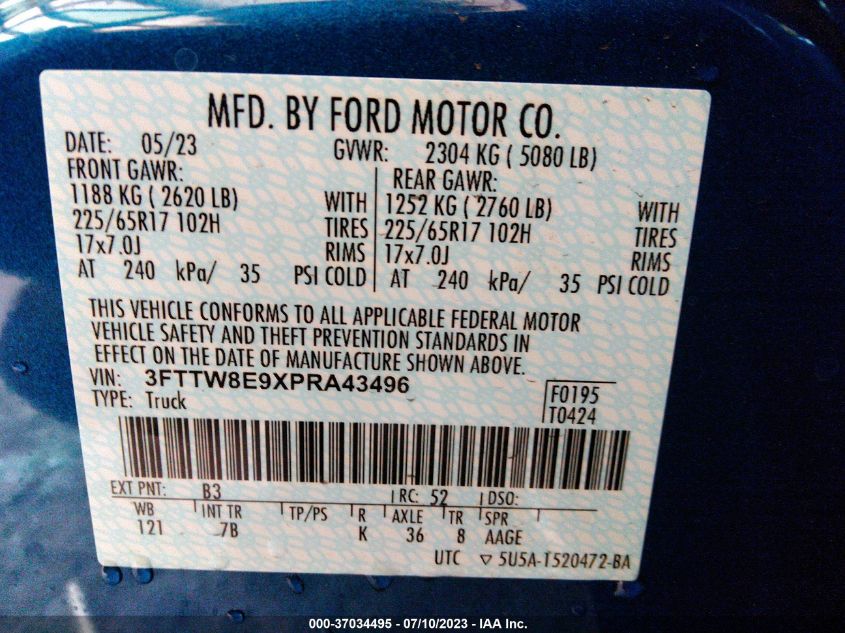 MFD. BY FORD MOTOR CO.
DATE: 05/23 GVWR: 2304 KG ( 5080 LB)
FRONT GAWR: REAR GAWR:
1188 KG ( 2620 LB) WITH 1252 KG ( 2760 LB) WITH
225/65R17 102H TIRES 225/65R17 102H TIRES
17x7.0J RIMS 17x7.0J RIMS
AT 240 kPa/ 35 PSI COLD AT 240 kPa/ 35 PSI COLD
THIS VEHICLE CONFORMS TO ALL APPLICABLE FEDERAL MOTOR
VEHICLE SAFETY AND THEFT PREVENTION STANDARDS IN
EFFECT ON THE DATE OF MANUFACTURE SHOWN ABOVE.
VIN: 3FTTW8E9XPRA43496 F0195
TYPE: Truck T0424
EXT PNT: B3 RC: 52 DSO:
WB INT TR TP/PS R AXLE TR SPR
121 7B K 36 8 AAGE
UTC ▽ 5U5A-1520472-BA
000-37034495 - 07/10/2023 - IAA Inc.